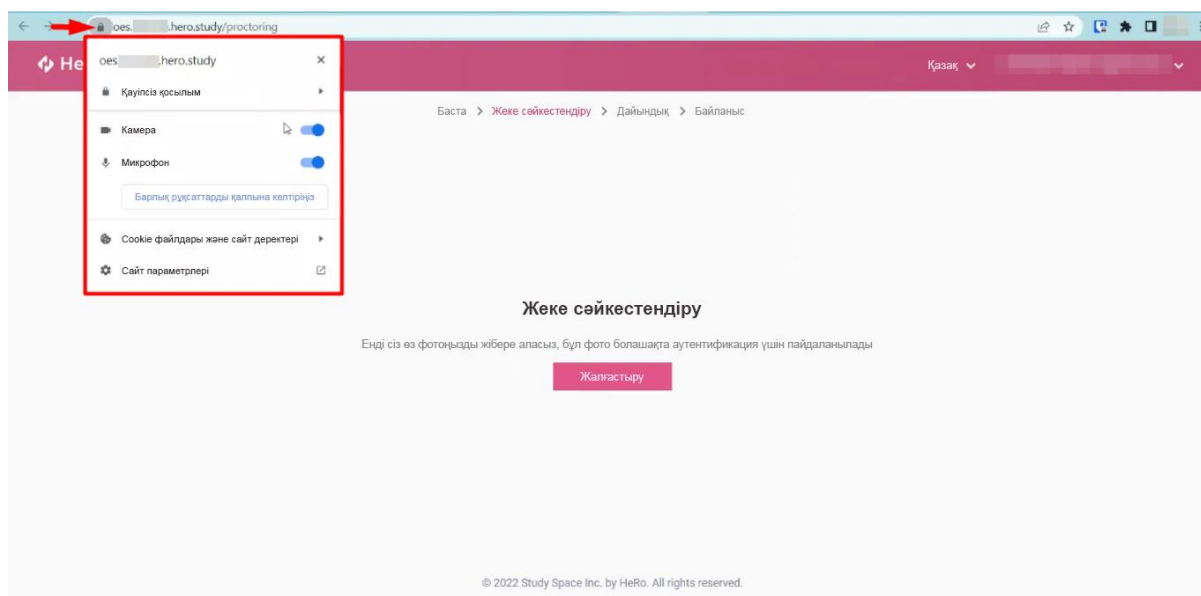 oes. .hero.study/proctoring
He
Қазақ
oes .hero.study
Қауіпсіз қосылым
Камера
Микрофон
Барлық рұқсаттарды қалпына келтіріңіз
Cookie файлдары және сайт деректері
Сайт параметрлері
Баста > Жеке сәйкестендіру > Дайындық > Байланыс
Жеке сәйкестендіру
Енді сіз өз фотоңызды жібере аласыз, бұл фото болашақта аутентификация үшін пайдаланылады
Жалғастыру
© 2022 Study Space Inc. by HeRo. All rights reserved.